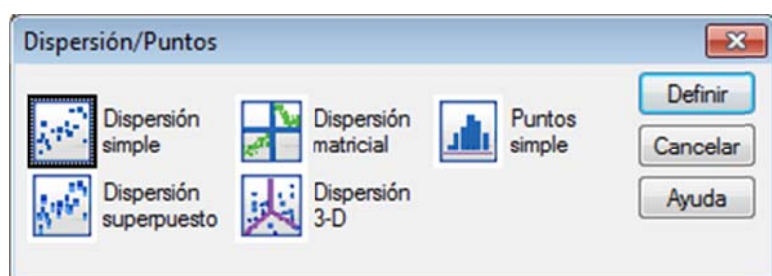 Dispersión/Puntos
Dispersión
simple
Dispersión
matricial
Puntos
simple
Dispersión
superpuesto
Dispersión
3-D
Definir
Cancelar
Ayuda